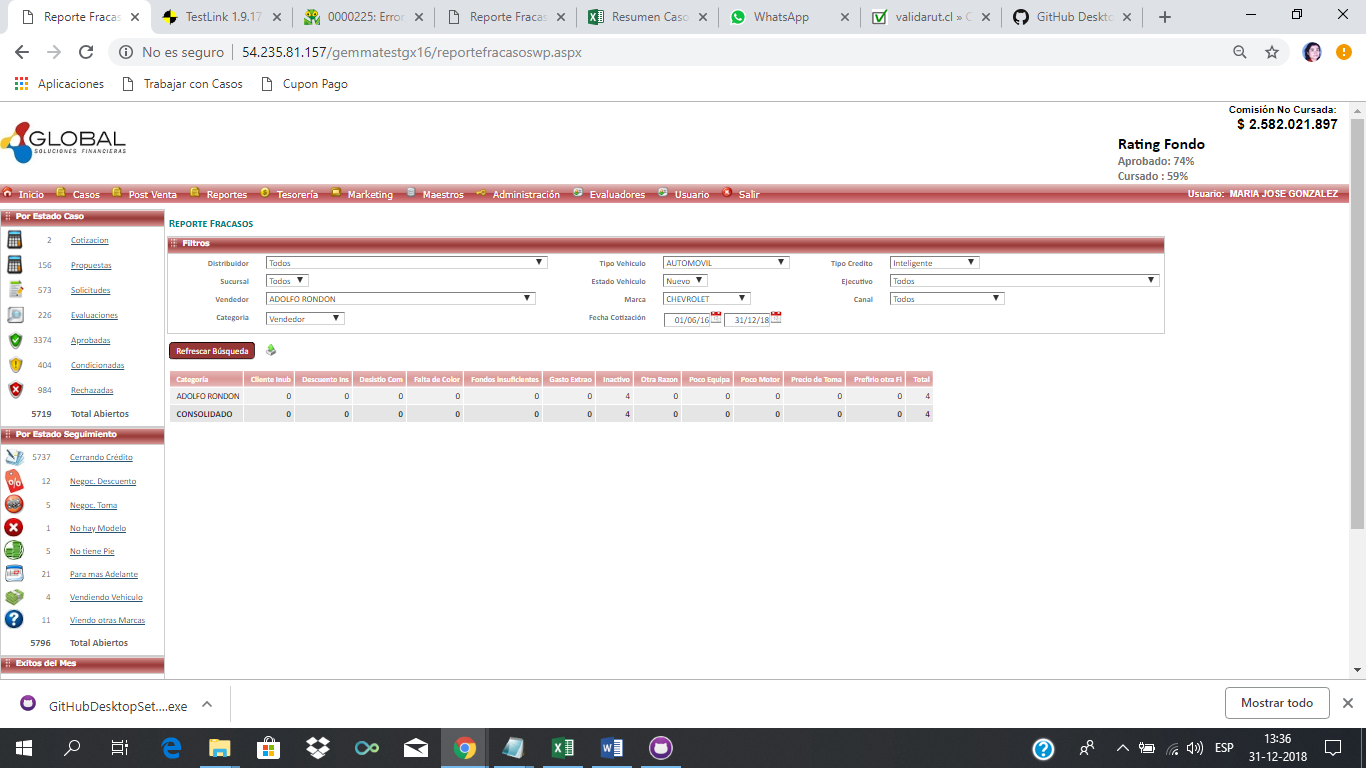 Reporte Fracas
TestLink 1.9.17
0000225: Error
Reporte Fracas
Resumen Caso
WhatsApp
validarut.cl » C
GitHub Deskto
No es seguro
54.235.81.157/gemmatestgx16/reportefracasoswp.aspx
Aplicaciones
Trabajar con Casos
Cupon Pago
Comisión No Cursada:
$ 2.582.021.897
GLOBAL
SOLUCIONES FINANCIERAS
Rating Fondo
Aprobado: 74%
Cursado : 59%
Inicio Casos Post Venta Reportes Tesorería Marketing Maestros Administración Evaluadores Usuario Salir Usuario: MARIA JOSE GONZALEZ
Por Estado Caso
2 Cotizacion
156 Propuestas
573 Solicitudes
226 Evaluaciones
3374 Aprobadas
404 Condicionadas
984 Rechazadas
5719 Total Abiertos
Por Estado Seguimiento
5737 Cerrando Crédito
12 Negoc. Descuento
5 Negoc. Toma
1 No hay Modelo
5 No tiene Pie
21 Para mas Adelante
4 Vendiendo Vehiculo
11 Viendo otras Marcas
5796 Total Abiertos
Exitos del Mes
REPORTE FRACASOS
Filtros
Distribuidor Todos Tipo Vehiculo AUTOMOVIL Tipo Credito Inteligente
Sucursal Todos Estado Vehiculo Nuevo Ejecutivo Todos
Vendedor ADOLFO RONDON Marca CHEVROLET Canal Todos
Categoria Vendedor Fecha Cotización 01/06/16 31/12/18
Refrescar Búsqueda
Categoría Cliente Inub Descuento Ins Desistio Com Falta de Color Fondos Insuficientes Gasto Extrao Inactivo Otra Razon Poco Equipa Poco Motor Precio de Toma Prefirio otra Fi Total
ADOLFO RONDON 0 0 0 0 0 0 4 0 0 0 0 0 4
CONSOLIDADO 0 0 0 0 0 0 4 0 0 0 0 0 4
GitHubDesktopSet....exe
Mostrar todo
ESP
13:36
31-12-2018